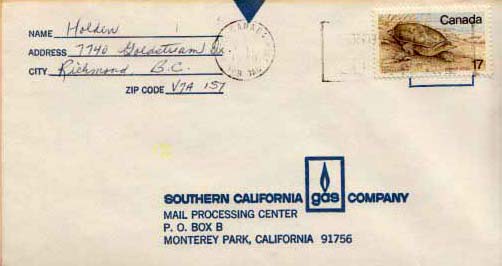 NAME Holden
ADDRESS 7740 Goldstream Dr.
CITY Richmond, B.C.
ZIP CODE V7A 1S7
CANADA
Canada
17
SOUTHERN CALIFORNIA gas COMPANY
MAIL PROCESSING CENTER
P. O. BOX B
MONTEREY PARK, CALIFORNIA 91756